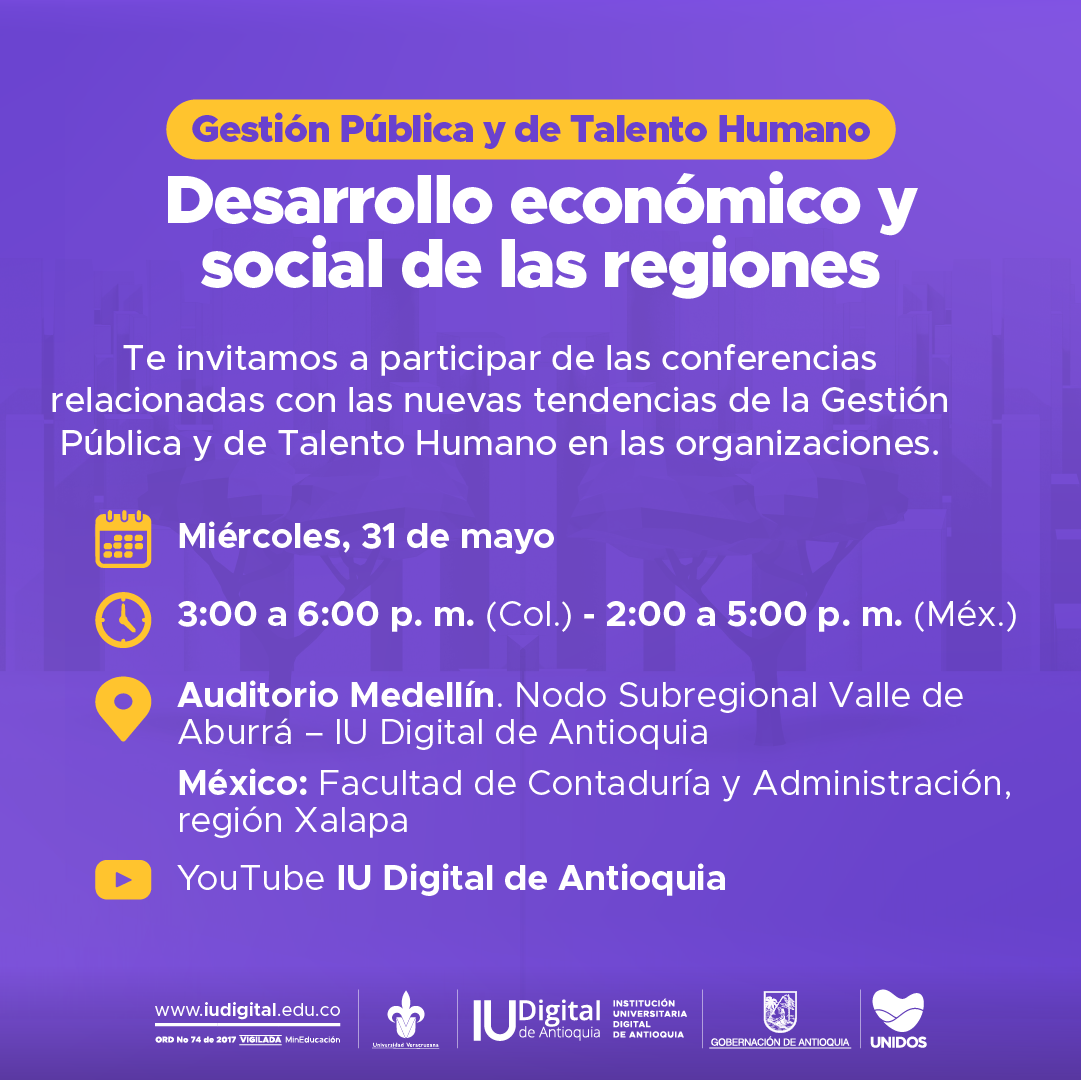 Gestión Pública y de Talento Humano
Desarrollo económico y
social de las regiones
Te invitamos a participar de las conferencias
relacionadas con las nuevas tendencias de la Gestión
Pública y de Talento Humano en las organizaciones.
Miércoles, 31 de mayo
3:00 a 6:00 p. m. (Col.) - 2:00 a 5:00 p. m. (Méx.)
Auditorio Medellín. Nodo Subregional Valle de
Aburrá – IU Digital de Antioquia
México: Facultad de Contaduría y Administración,
región Xalapa
YouTube IU Digital de Antioquia
www.iudigital.edu.co
ORD No 74 de 2017 VIGILADA MinEducación
Universidad Veracruzana
IU Digital
de Antioquia
INSTITUCIÓN
UNIVERSITARIA
DIGITAL
DE ANTIOQUIA
GOBERNACIÓN DE ANTIOQUIA
UNIDOS